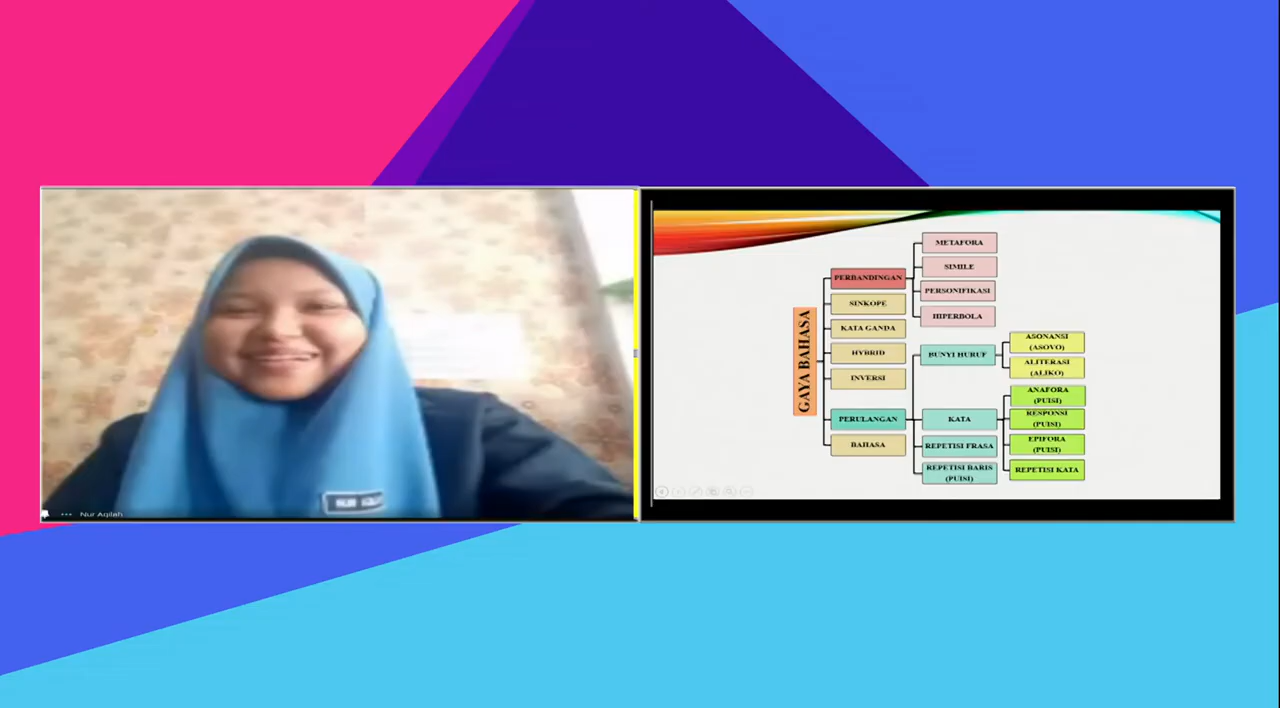 Nur Aqilah
GAYA BAHASA
PERBANDINGAN
METAFORA
SIMILE
PERSONIFIKASI
HIPERBOLA
SINKOPE
KATA GANDA
HYBRID
INVERSI
PERULANGAN
BUNYI HURUF
ASONANSI
(ASOVO)
ALITERASI
(ALIKO)
KATA
ANAFORA
(PUISI)
RESPONSI
(PUISI)
EPIFORA
(PUISI)
REPETISI KATA
REPETISI FRASA
REPETISI BARIS
(PUISI)
BAHASA